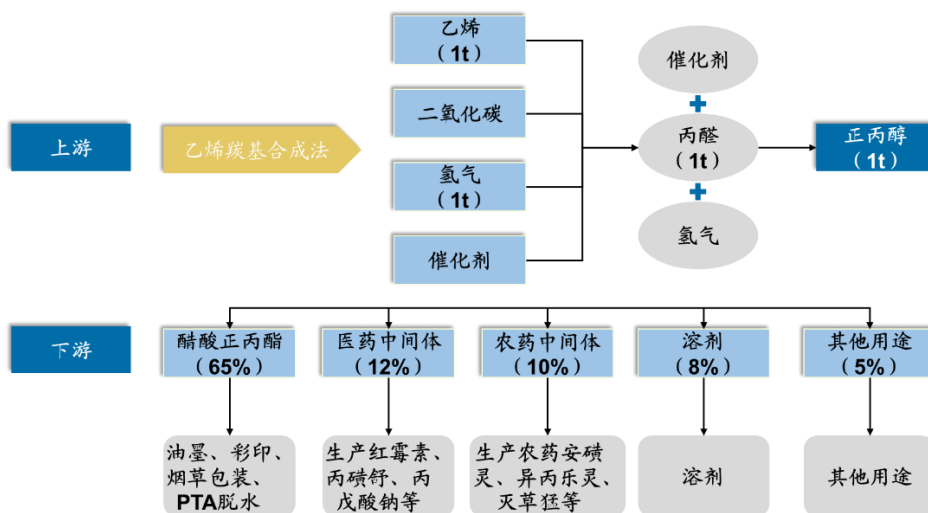 乙烯
（1t）
二氧化碳
氢气
（1t）
催化剂
上游
乙烯羰基合成法
催化剂
丙醛
（1t）
氢气
正丙醇
（1t）
下游
醋酸正丙酯
（65%）
医药中间体
（12%）
农药中间体
（10%）
溶剂
（8%）
其他用途
（5%）
油墨、彩印、
烟草包装、
PTA脱水
生产红霉素、
丙磺舒、丙
戊酸钠等
生产农药安磺
灵、异丙乐灵、
灭草猛等
溶剂
其他用途